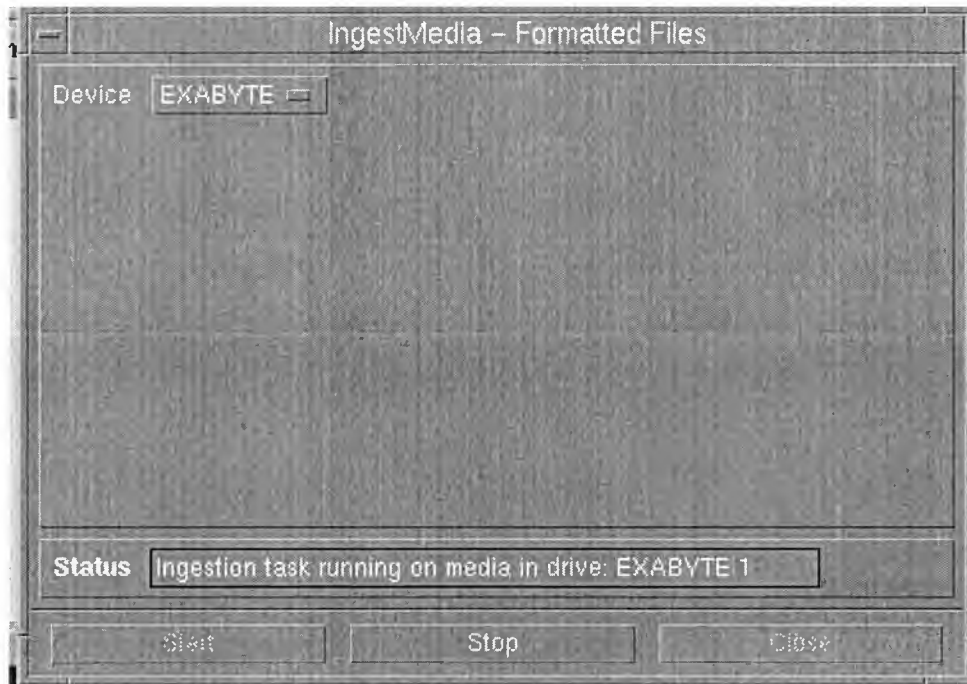 IngestMedia – Formatted Files
Device EXABYTE
Status Ingestion task running on media in drive: EXABYTE 1
Start Stop Close